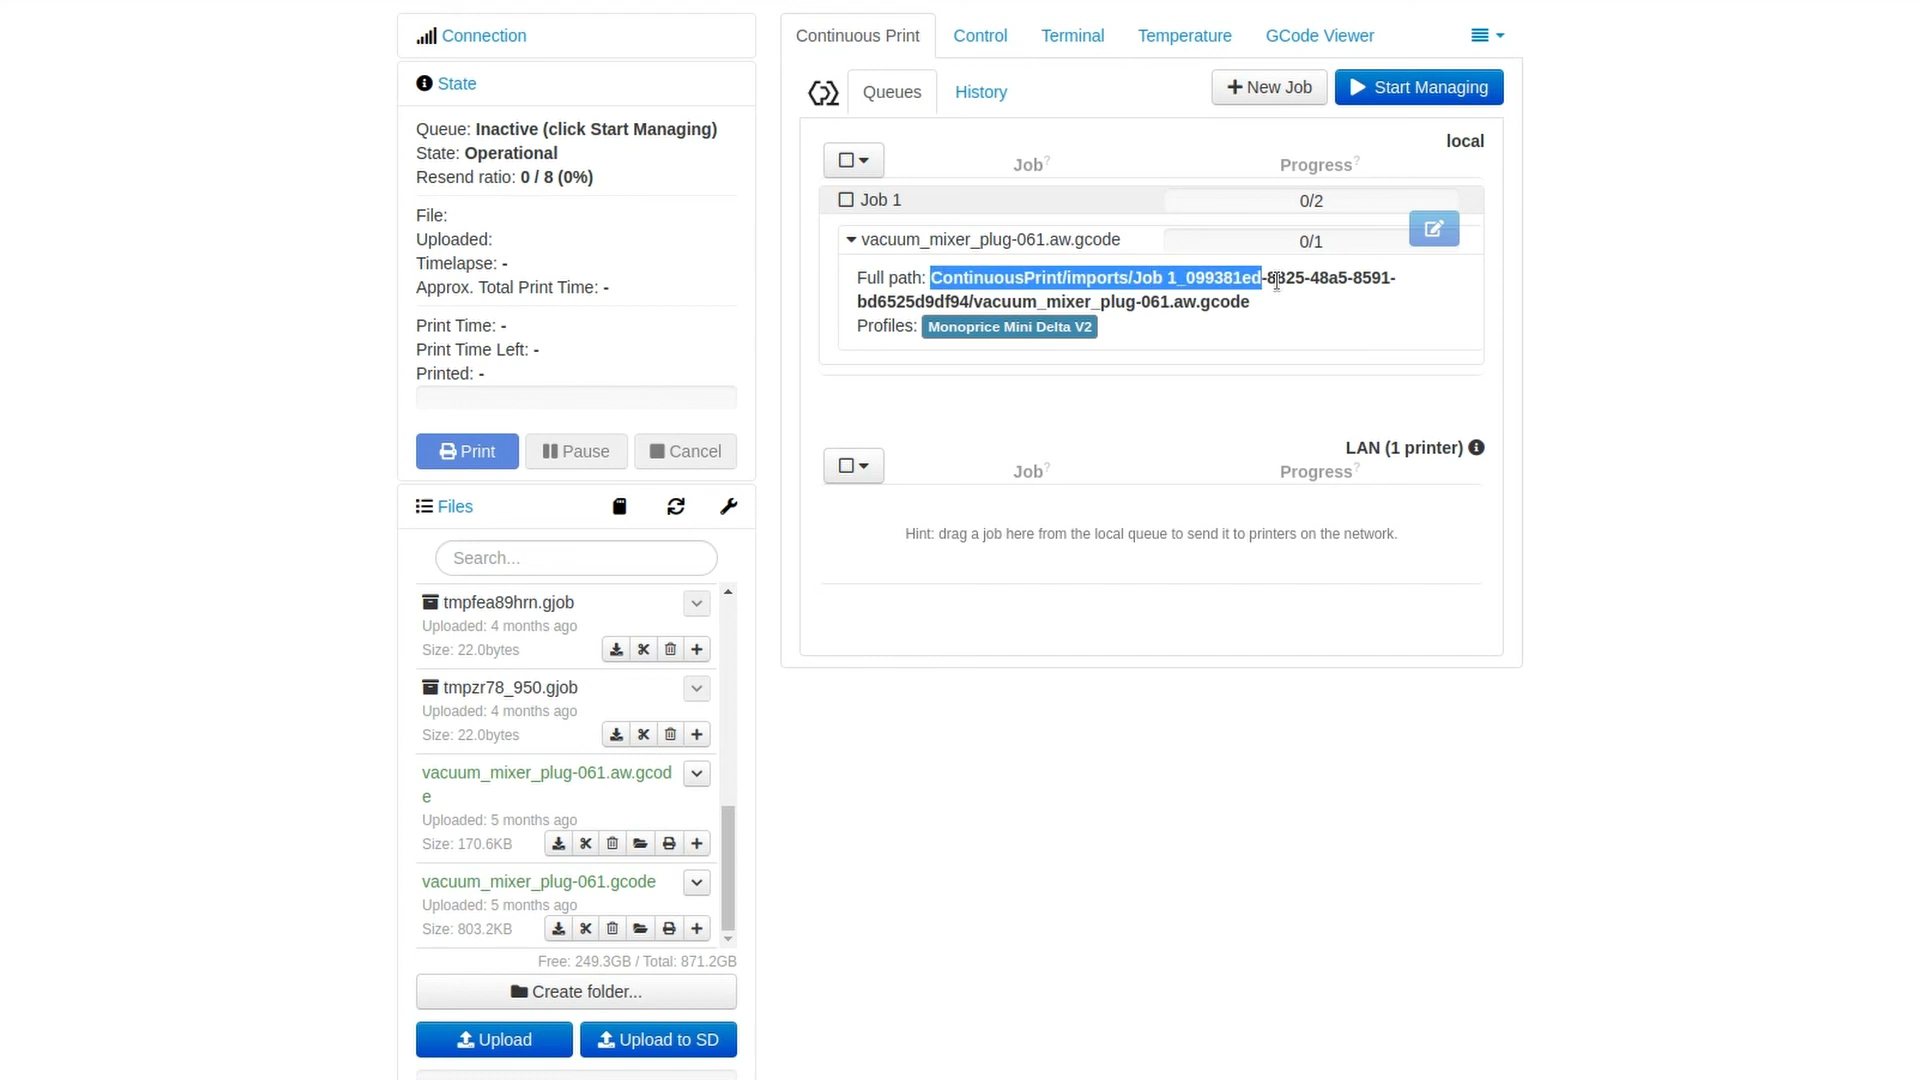 Connection
State
Queue: Inactive (click Start Managing)
State: Operational
Resend ratio: 0 / 8 (0%)
File:
Uploaded:
Timelapse: -
Approx. Total Print Time: -
Print Time: -
Print Time Left: -
Printed: -
Print
Pause
Cancel
Files
Search...
tmpfea89hrn.gjob
Uploaded: 4 months ago
Size: 22.0bytes
tmpzr78_950.gjob
Uploaded: 4 months ago
Size: 22.0bytes
vacuum_mixer_plug-061.aw.gcod
e
Uploaded: 5 months ago
Size: 170.6KB
vacuum_mixer_plug-061.gcode
Uploaded: 5 months ago
Size: 803.2KB
Free: 249.3GB / Total: 871.2GB
Create folder...
Upload
Upload to SD
Continuous Print
Control
Terminal
Temperature
GCode Viewer
Queues
History
New Job
Start Managing
local
Job?
Progress?
Job 1
0/2
vacuum_mixer_plug-061.aw.gcode
0/1
Full path: ContinuousPrint/imports/Job 1_099381ed-8825-48a5-8591-
bd6525d9df94/vacuum_mixer_plug-061.aw.gcode
Profiles: Monoprice Mini Delta V2
LAN (1 printer)
Job?
Progress?
Hint: drag a job here from the local queue to send it to printers on the network.